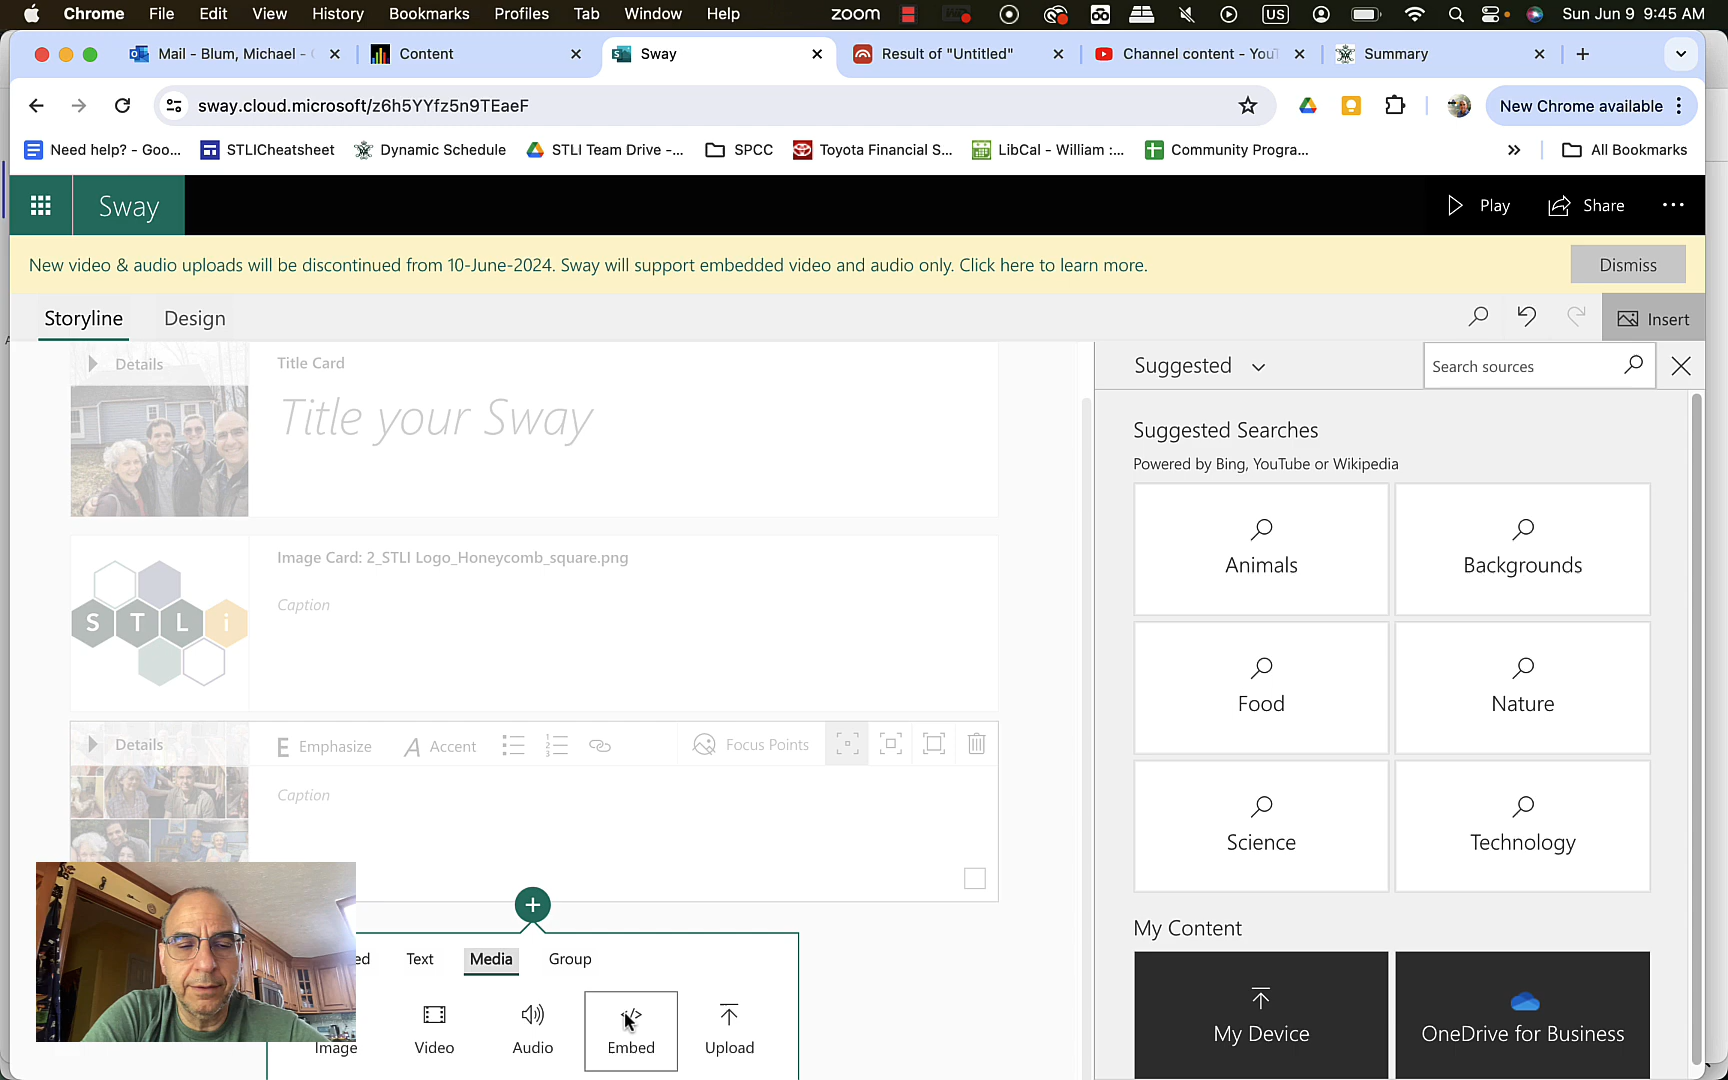 Chrome File Edit View History Bookmarks Profiles Tab Window Help zoom US Sun Jun 9 9:45 AM
Mail - Blum, Michael - Content Sway Result of "Untitled" Channel content - YouT Summary
sway.cloud.microsoft/z6h5YYfz5n9TEaeF New Chrome available
Need help? - Goo... STLICheatsheet Dynamic Schedule STLI Team Drive -... SPCC Toyota Financial S... LibCal - William :... Community Progra... All Bookmarks
Sway Play Share
New video & audio uploads will be discontinued from 10-June-2024. Sway will support embedded video and audio only. Click here to learn more. Dismiss
Storyline Design Insert
Details
Title Card
Title your Sway
Image Card: 2_STLI Logo_Honeycomb_square.png
Caption
S T L i
Details Emphasize A Accent Focus Points
Caption
ed Text Media Group
Image Video Audio Embed Upload
Suggested Search sources
Suggested Searches
Powered by Bing, YouTube or Wikipedia
Animals Backgrounds
Food Nature
Science Technology
My Content
My Device OneDrive for Business